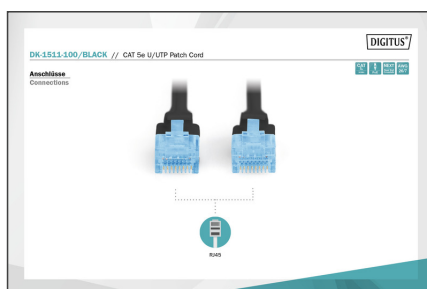 DIGITUS®
DK-1511-100/BLACK // CAT 5e U/UTP Patch Cord
Anschlüsse
Connections
RJ45